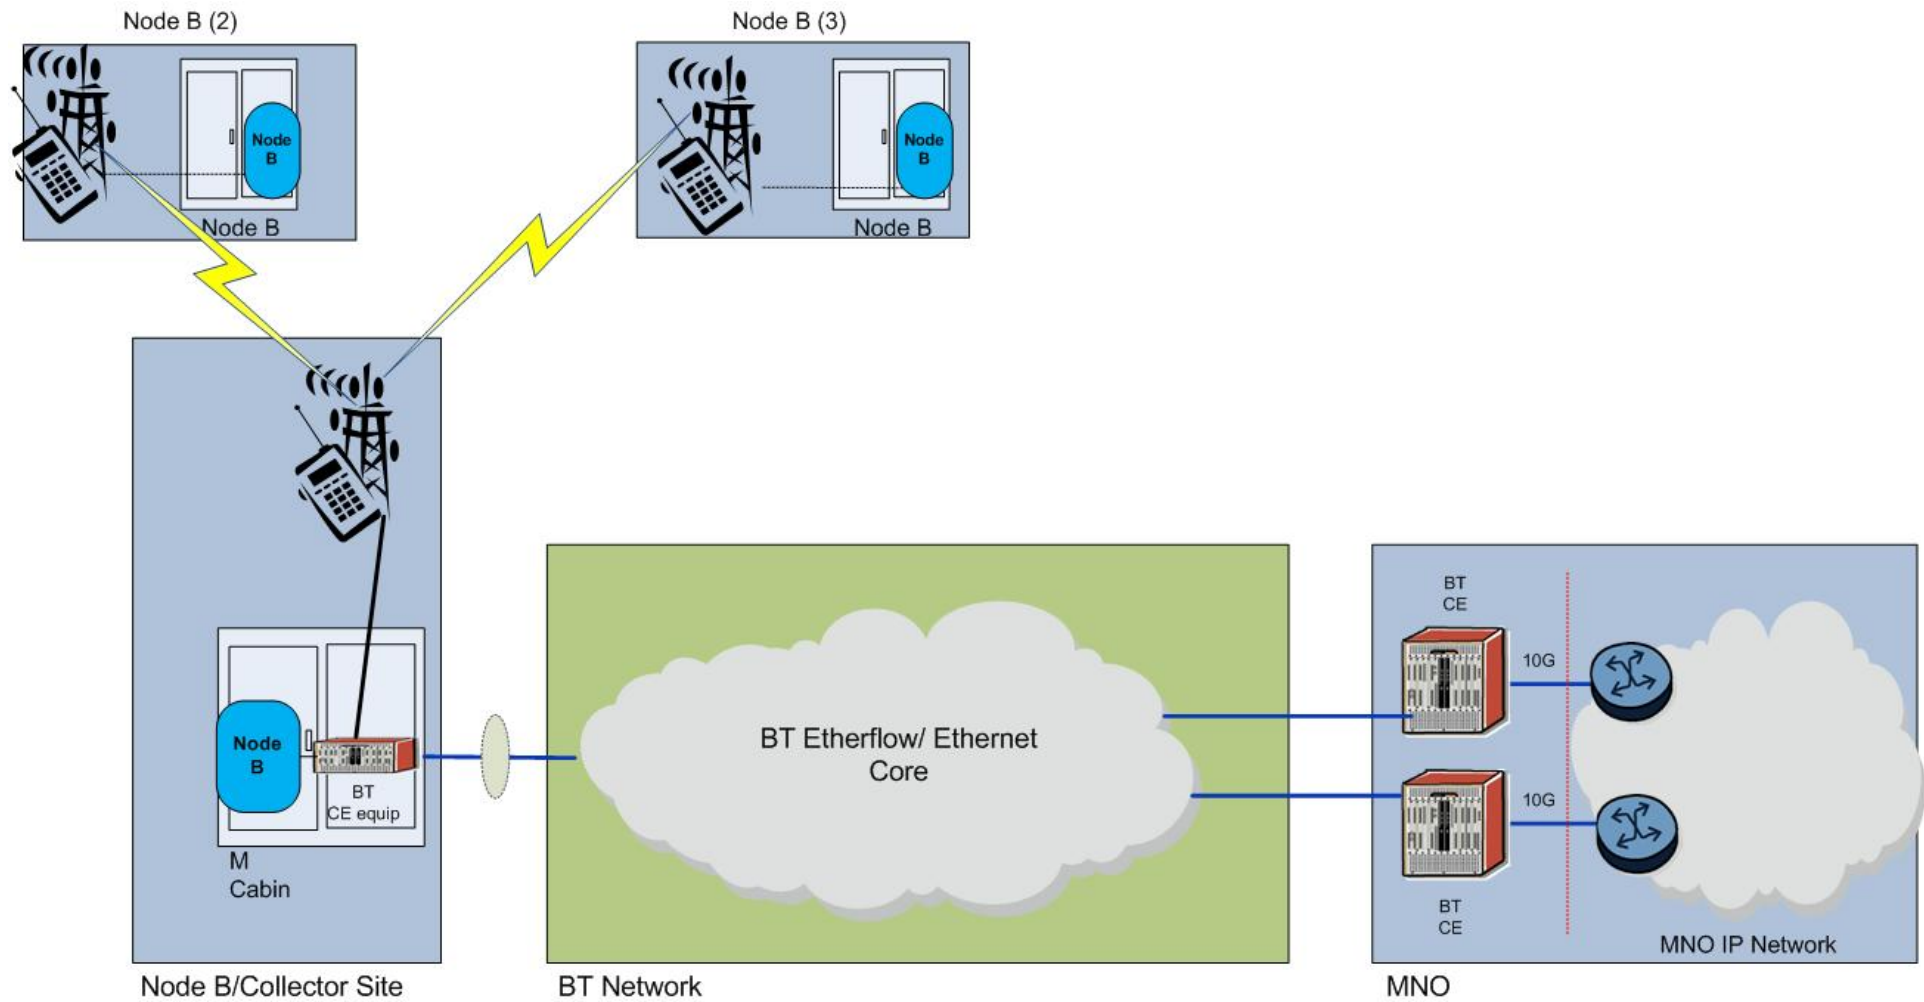 Node B (2)
Node B (3)
Node
B
Node B
Node
B
Node B
Node
B
BT
CE equip
M
Cabin
Node B/Collector Site
BT Etherflow/ Ethernet
Core
BT Network
BT
CE
10G
10G
BT
CE
MNO IP Network
MNO